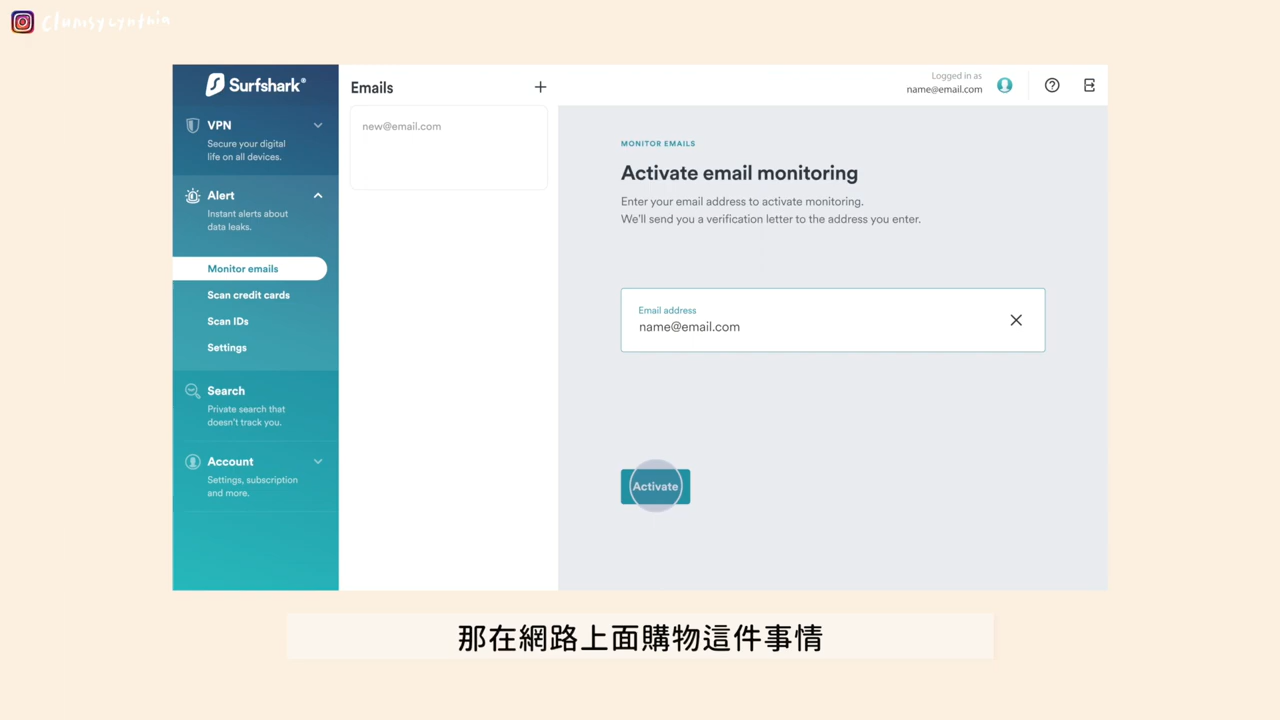 Clumsycynthia
Surfshark®
VPN
Secure your digital
life on all devices.
Alert
Instant alerts about
data leaks.
Monitor emails
Scan credit cards
Scan IDs
Settings
Search
Private search that
doesn't track you.
Account
Settings, subscription
and more.
Emails
new@email.com
Logged in as
name@email.com
MONITOR EMAILS
Activate email monitoring
Enter your email address to activate monitoring.
We'll send you a verification letter to the address you enter.
Email address
name@email.com
Activate
那在網路上面購物這件事情